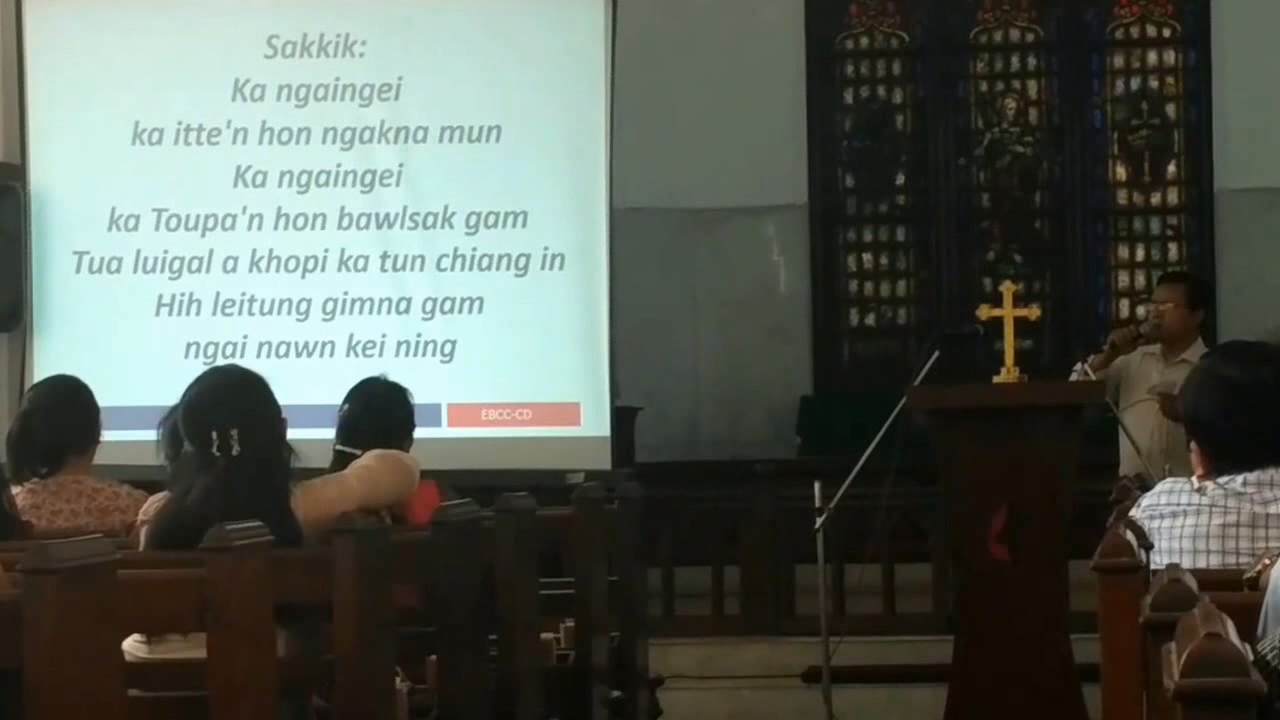 Sakkik:
Ka ngaingei
ka itte'n hon ngakna mun
Ka ngaingei
ka Toupa'n hon bawlsak gam
Tua luigal a khopi ka tun chiang in
Hih leitung gimna gam
ngai nawn kei ning
EBCC-CD